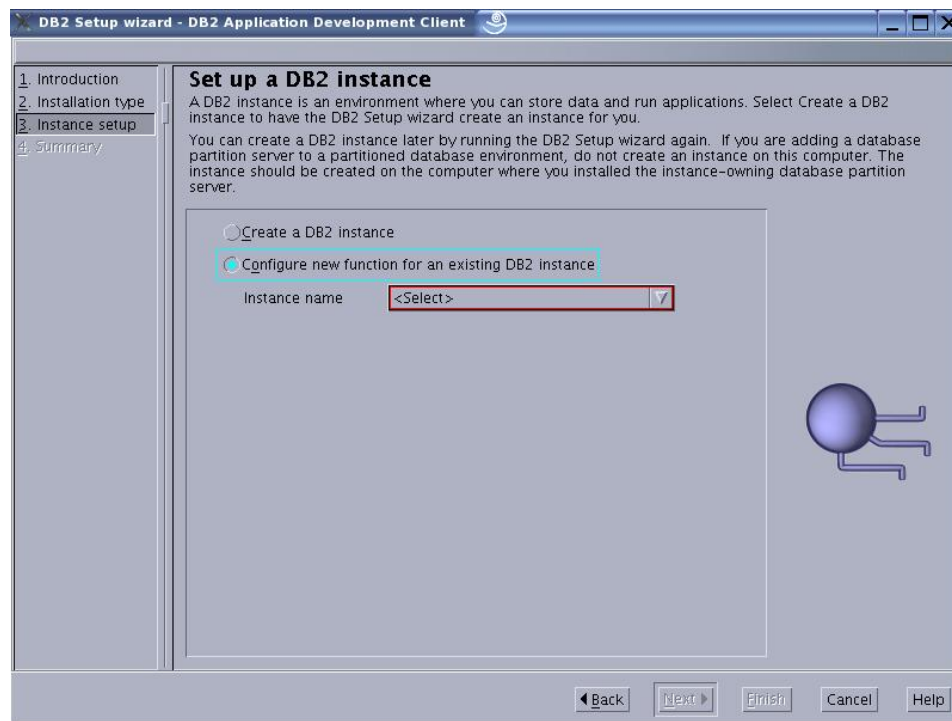 DB2 Setup wizard - DB2 Application Development Client
1. Introduction
2. Installation type
3. Instance setup
4. Summary
Set up a DB2 instance
A DB2 instance is an environment where you can store data and run applications. Select Create a DB2
instance to have the DB2 Setup wizard create an instance for you.
You can create a DB2 instance later by running the DB2 Setup wizard again. If you are adding a database
partition server to a partitioned database environment, do not create an instance on this computer. The
instance should be created on the computer where you installed the instance-owning database partition
server.
Create a DB2 instance
Configure new function for an existing DB2 instance
Instance name <Select>
Back Next Finish Cancel Help